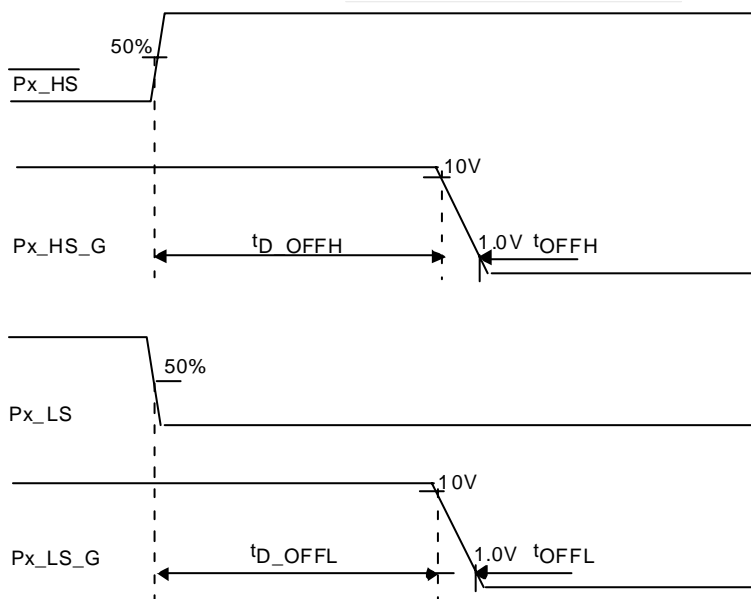 50%
Px_HS
10V
Px_HS_G
tD_OFFH
1.0V tOFFH
50%
Px_LS
10V
Px_LS_G
tD_OFFL
1.0V tOFFL